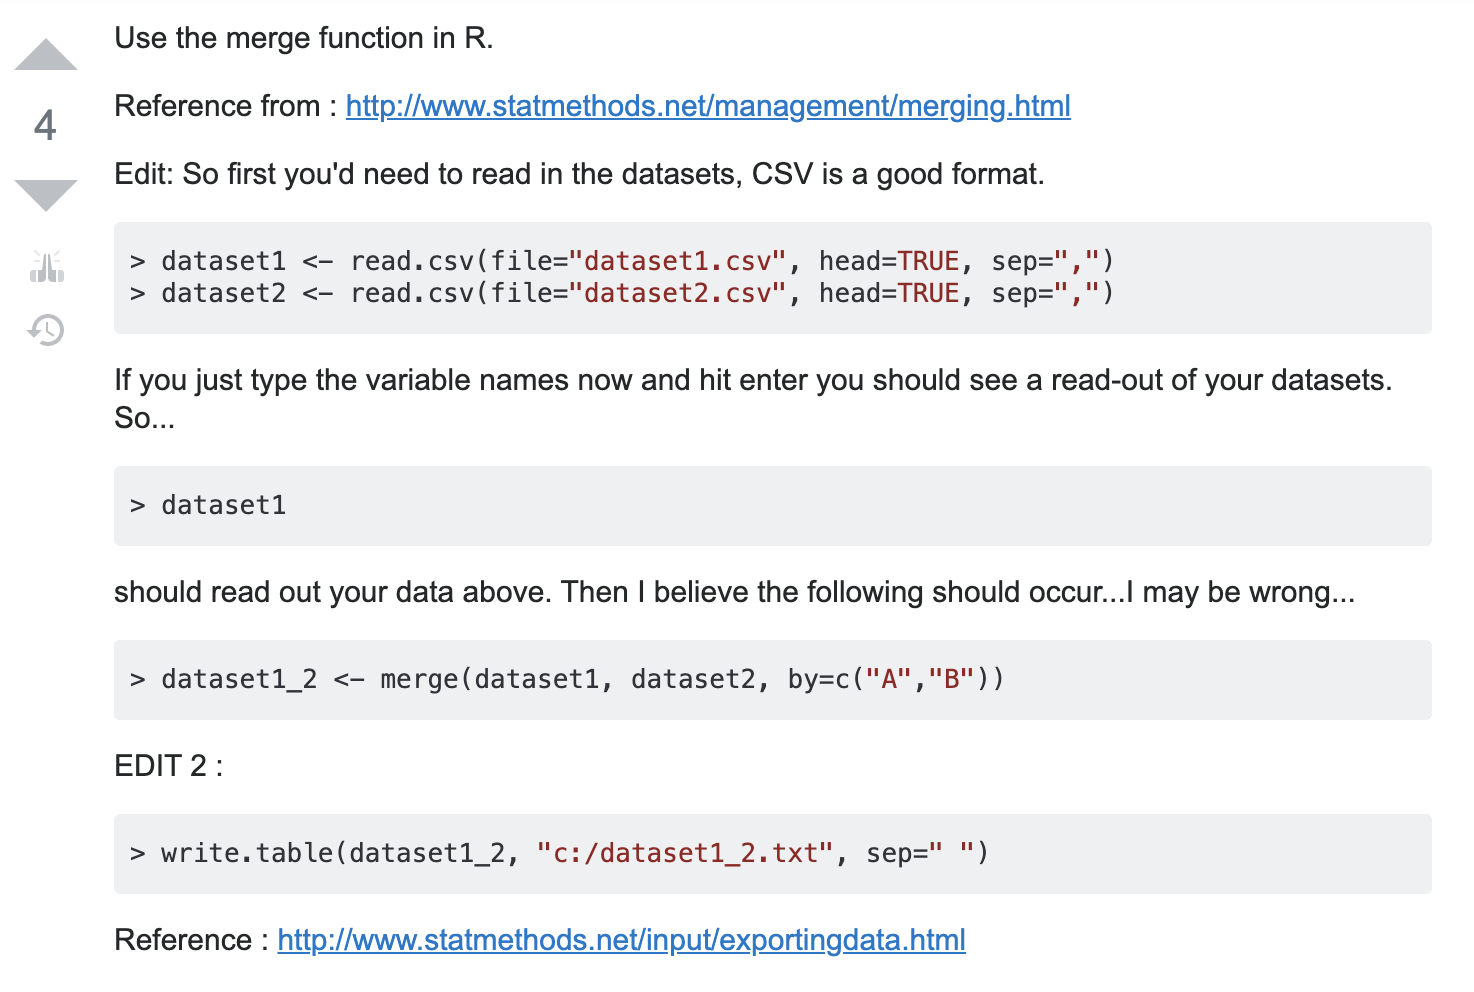 Use the merge function in R.
4
Reference from : http://www.statmethods.net/management/merging.html
Edit: So first you'd need to read in the datasets, CSV is a good format.
> dataset1 <- read.csv(file="dataset1.csv", head=TRUE, sep=",")
> dataset2 <- read.csv(file="dataset2.csv", head=TRUE, sep=",")
If you just type the variable names now and hit enter you should see a read-out of your datasets.
So...
> dataset1
should read out your data above. Then I believe the following should occur...I may be wrong...
> dataset1_2 <- merge(dataset1, dataset2, by=c("A","B"))
EDIT 2 :
> write.table(dataset1_2, "c:/dataset1_2.txt", sep=" ")
Reference : http://www.statmethods.net/input/exportingdata.html